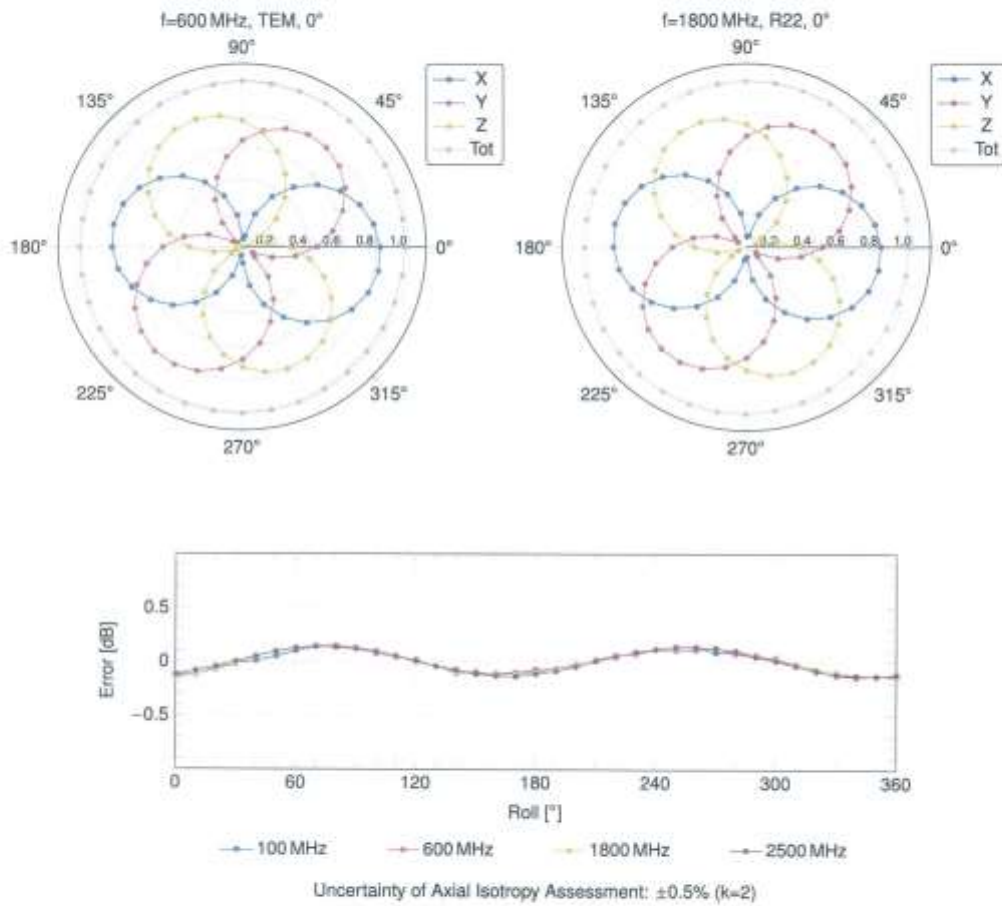 f=600 MHz, TEM, 0°
90°
135°
45°
180°
0°
225°
315°
270°
0.2 0.4 0.6 0.8 1.0
X
Y
Z
Tot
f=1800 MHz, R22, 0°
90°
135°
45°
180°
0°
225°
315°
270°
0.2 0.4 0.6 0.8 1.0
X
Y
Z
Tot
Error [dB]
0.5
0
−0.5
0 60 120 180 240 300 360
Roll [°]
100 MHz 600 MHz 1800 MHz 2500 MHz
Uncertainty of Axial Isotropy Assessment: ±0.5% (k=2)